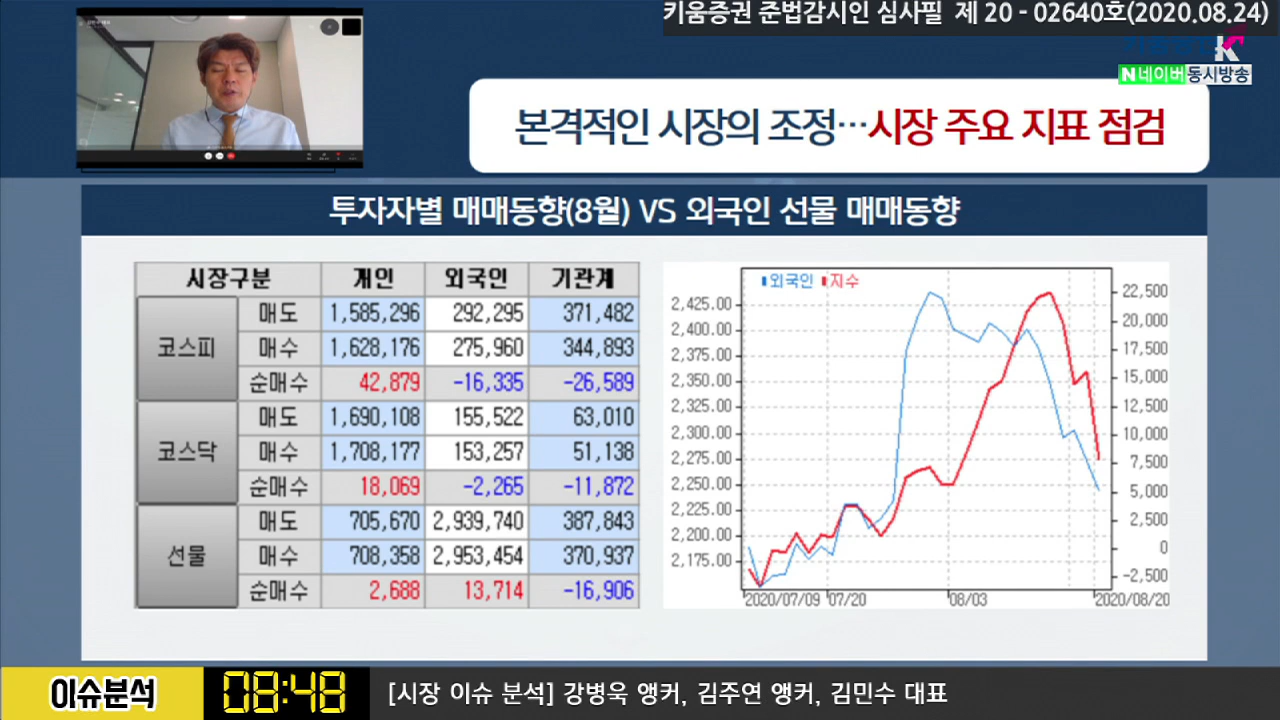 키움증권 준법감시인 심사필 제 20 - 02640호(2020.08.24)
N네이버동시방송
본격적인 시장의 조정…시장 주요 지표 점검
투자자별 매매동향(8월) VS 외국인 선물 매매동향
시장구분 개인 외국인 기관계
코스피
매도 1,585,296 292,295 371,482
매수 1,628,176 275,960 344,893
순매수 42,879 -16,335 -26,589
코스닥
매도 1,690,108 155,522 63,010
매수 1,708,177 153,257 51,138
순매수 18,069 -2,265 -11,872
선물
매도 705,670 2,939,740 387,843
매수 708,358 2,953,454 370,937
순매수 2,688 13,714 -16,906
외국인 지수
2,425.00
2,400.00
2,375.00
2,350.00
2,325.00
2,300.00
2,275.00
2,250.00
2,225.00
2,200.00
2,175.00
22,500
20,000
17,500
15,000
12,500
10,000
7,500
5,000
2,500
0
-2,500
2020/07/09 07/20 08/03 2020/08/20
이슈분석 08:48 [시장 이슈 분석] 강병욱 앵커, 김주연 앵커, 김민수 대표